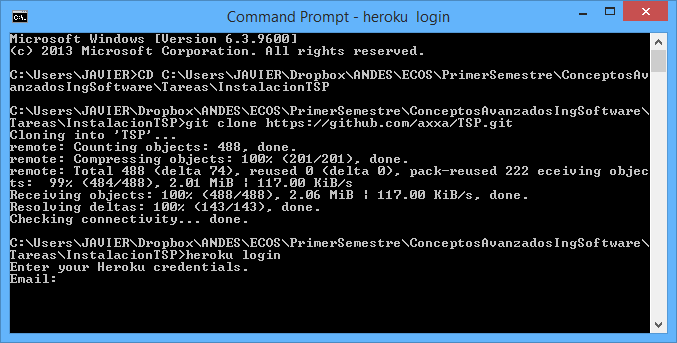 Command Prompt - heroku  login
Microsoft Windows [Version 6.3.9600]
(c) 2013 Microsoft Corporation. All rights reserved.
C:\Users\JAVIER>CD C:\Users\JAVIER\Dropbox\ANDES\ECOS\PrimerSemestre\ConceptosAv
anzadosIngSoftware\Tareas\InstalacionTSP
C:\Users\JAVIER\Dropbox\ANDES\ECOS\PrimerSemestre\ConceptosAvanzadosIngSoftware\
Tareas\InstalacionTSP>git clone https://github.com/axxa/TSP.git
Cloning into 'TSP'...
remote: Counting objects: 488, done.
remote: Compressing objects: 100% (201/201), done.
remote: Total 488 (delta 74), reused 0 (delta 0), pack-reused 222 eceiving objec
ts:  99% (484/488), 2.01 MiB | 117.00 KiB/s
Receiving objects: 100% (488/488), 2.06 MiB | 117.00 KiB/s, done.
Resolving deltas: 100% (143/143), done.
Checking connectivity... done.
C:\Users\JAVIER\Dropbox\ANDES\ECOS\PrimerSemestre\ConceptosAvanzadosIngSoftware\
Tareas\InstalacionTSP>heroku login
Enter your Heroku credentials.
Email: